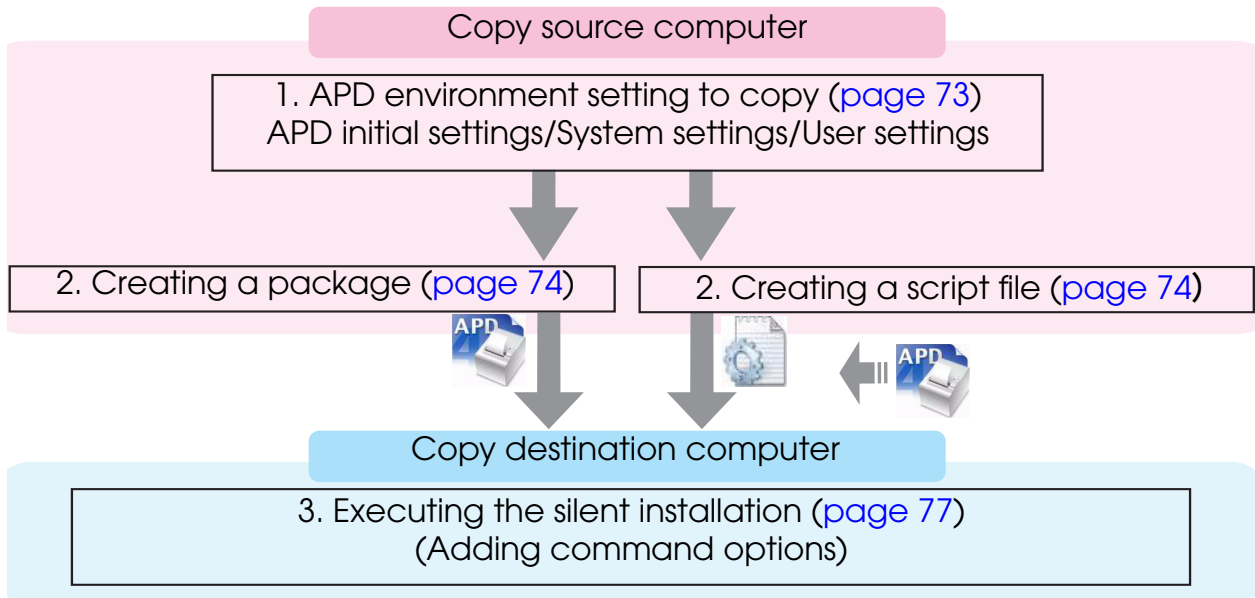 Copy source computer
1. APD environment setting to copy (page 73)
APD initial settings/System settings/User settings
2. Creating a package (page 74)
2. Creating a script file (page 74)
APD
APD
Copy destination computer
3. Executing the silent installation (page 77)
(Adding command options)